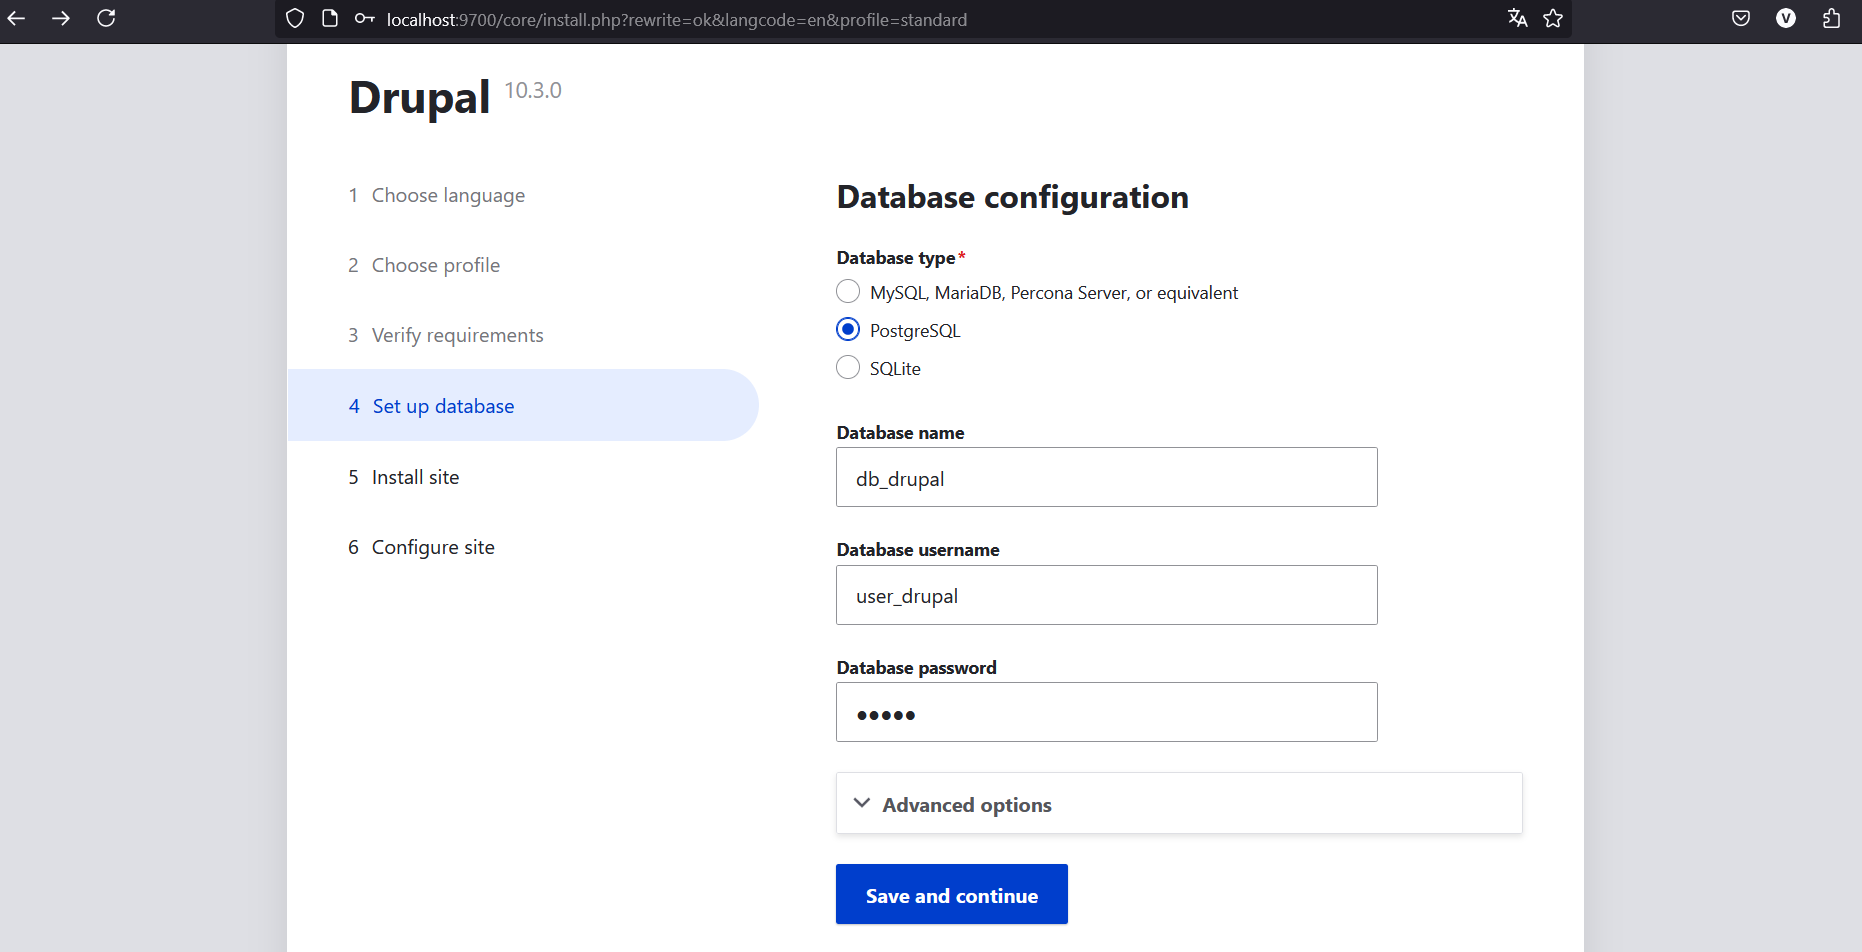 localhost:9700/core/install.php?rewrite=ok&langcode=en&profile=standard
V
Drupal 10.3.0
1 Choose language
2 Choose profile
3 Verify requirements
4 Set up database
5 Install site
6 Configure site
Database configuration
Database type*
MySQL, MariaDB, Percona Server, or equivalent
PostgreSQL
SQLite
Database name
db_drupal
Database username
user_drupal
Database password
●●●●●
Advanced options
Save and continue